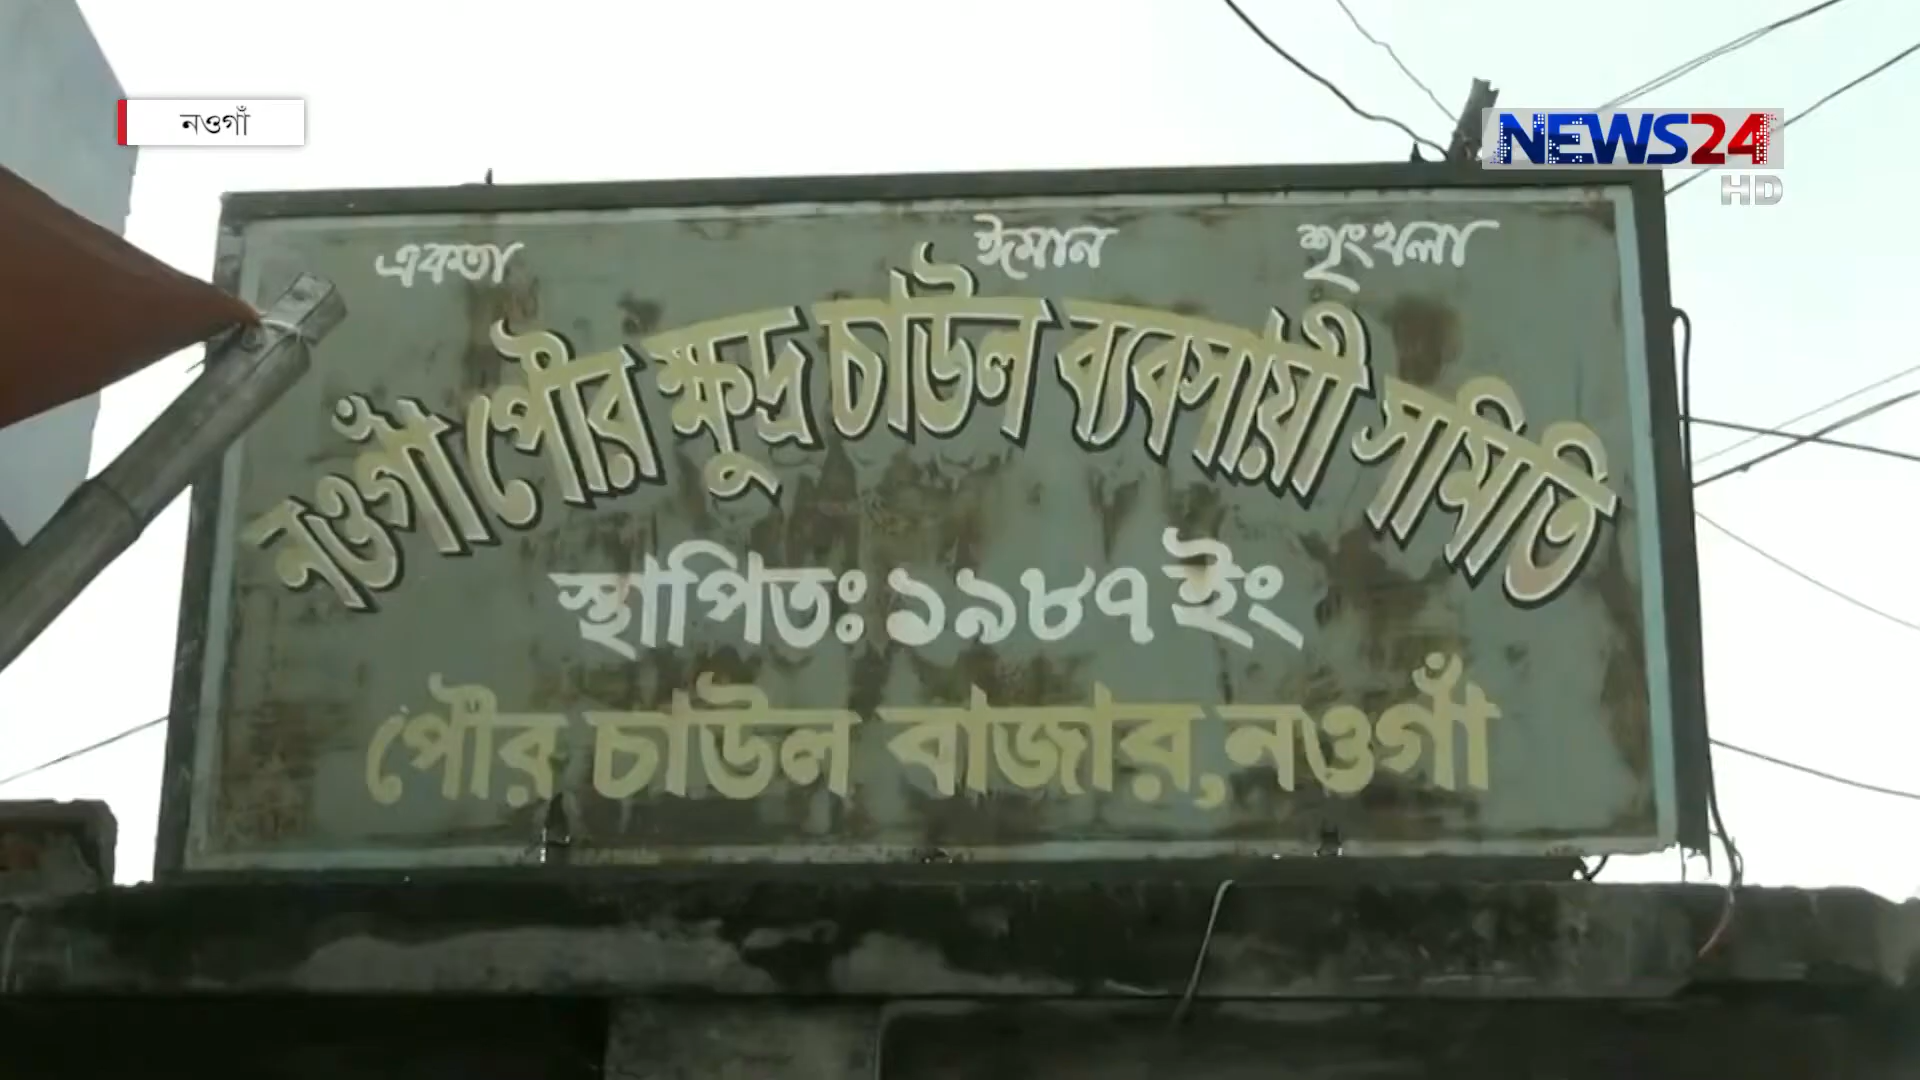 নওগাঁ
NEWS24
HD
একতা ঈমান শৃংখলা
নওগাঁ পৌর ক্ষুদ্র চাউল ব্যবসায়ী সমিতি
স্থাপিতঃ ১৯৮৭ ইং
পৌর চাউল বাজার, নওগাঁ